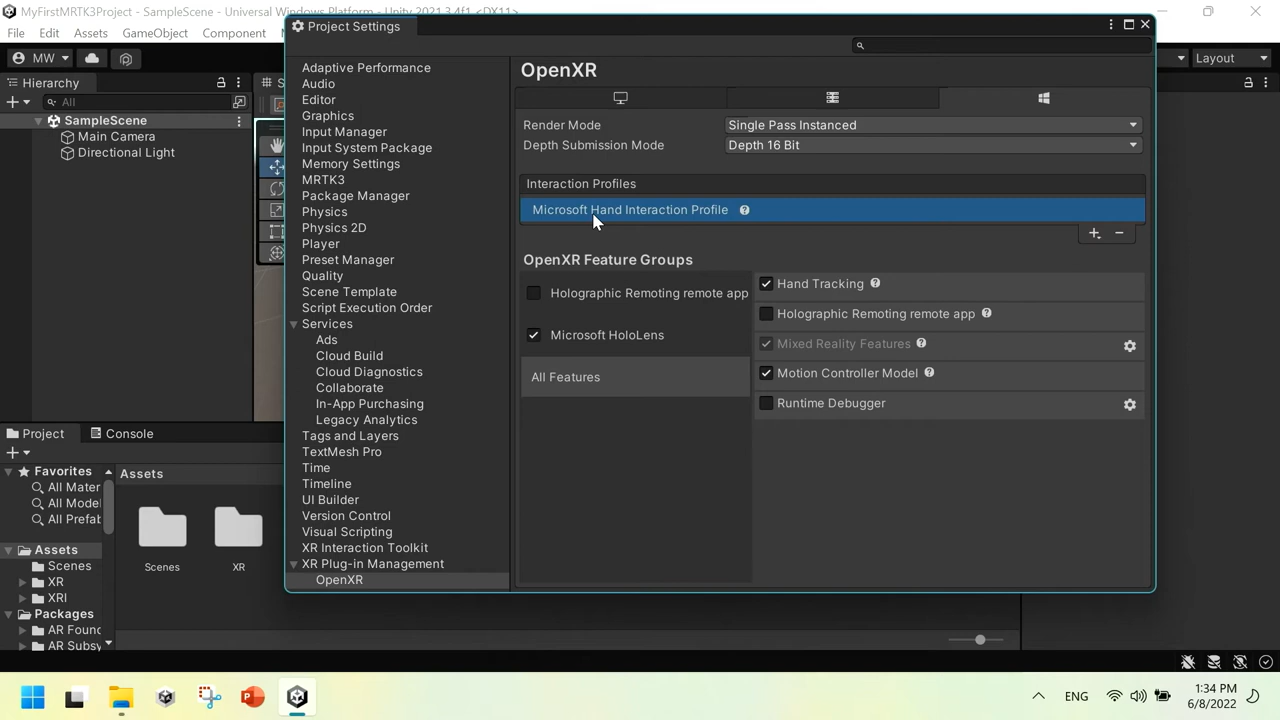 MyFirstMRTK3Project - SampleScene - Universal Windows Platform - Unity 2021.3.4f1 <DX11>
Project Settings
File Edit Assets GameObject Component
MW
Layout
Hierarchy
All
SampleScene
Main Camera
Directional Light
Adaptive Performance
Audio
Editor
Graphics
Input Manager
Input System Package
Memory Settings
MRTK3
Package Manager
Physics
Physics 2D
Player
Preset Manager
Quality
Scene Template
Script Execution Order
Services
Ads
Cloud Build
Cloud Diagnostics
Collaborate
In-App Purchasing
Legacy Analytics
Tags and Layers
TextMesh Pro
Time
Timeline
UI Builder
Version Control
Visual Scripting
XR Interaction Toolkit
XR Plug-in Management
OpenXR
OpenXR
Render Mode Single Pass Instanced
Depth Submission Mode Depth 16 Bit
Interaction Profiles
Microsoft Hand Interaction Profile
OpenXR Feature Groups
Holographic Remoting remote app
Microsoft HoloLens
All Features
Hand Tracking
Holographic Remoting remote app
Mixed Reality Features
Motion Controller Model
Runtime Debugger
Project Console
Favorites
All Mater
All Model
All Prefab
Assets
Scenes
XR
XRI
Packages
AR Found
AR Subsy
Assets
Scenes XR
ENG
1:34 PM
6/8/2022